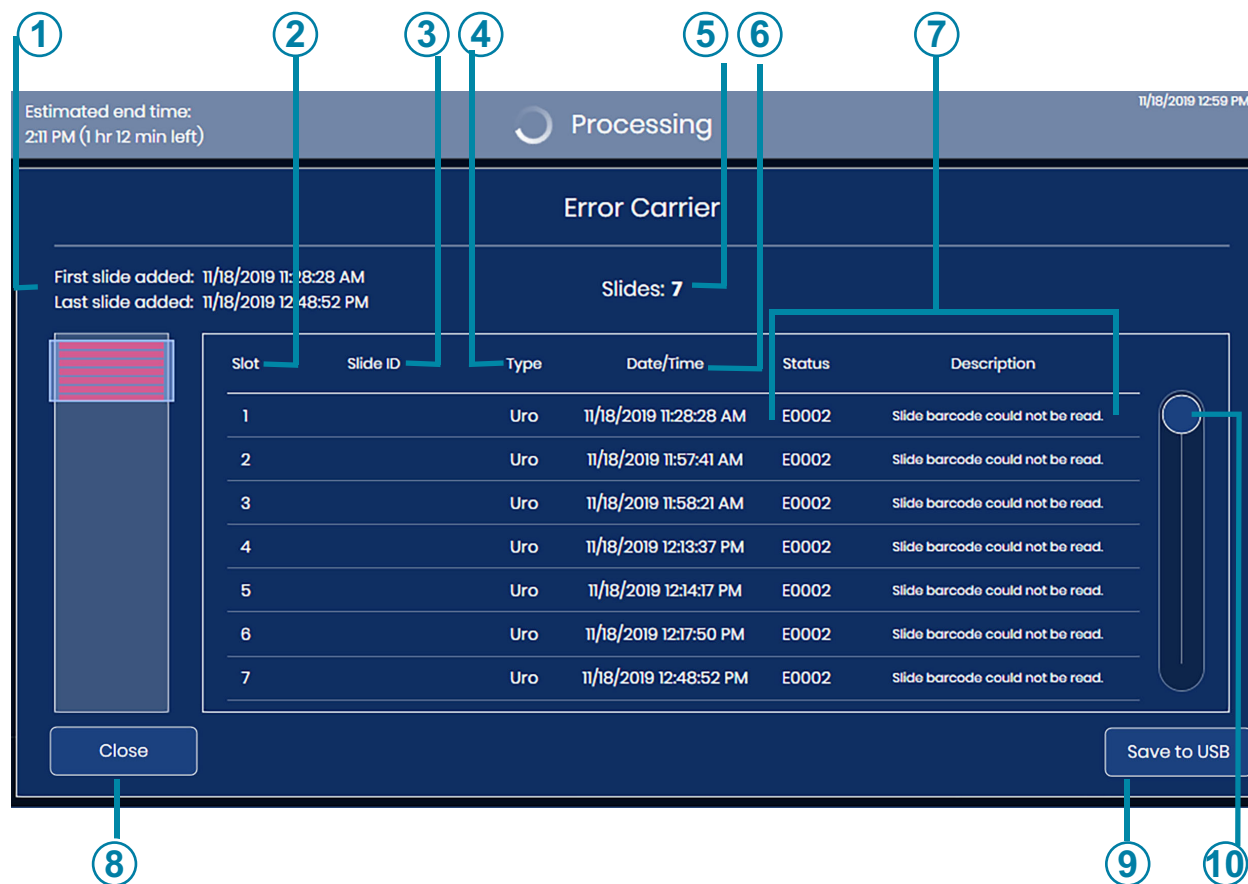 1 2 3 4 5 6 7
Estimated end time:
2:11 PM (1 hr 12 min left)
Processing
11/18/2019 12:59 PM
Error Carrier
First slide added: 11/18/2019 11:28:28 AM
Last slide added: 11/18/2019 12:48:52 PM
Slides: 7
Slot Slide ID Type Date/Time Status Description
1 Uro 11/18/2019 11:28:28 AM E0002 Slide barcode could not be read.
2 Uro 11/18/2019 11:57:41 AM E0002 Slide barcode could not be read.
3 Uro 11/18/2019 11:58:21 AM E0002 Slide barcode could not be read.
4 Uro 11/18/2019 12:13:37 PM E0002 Slide barcode could not be read.
5 Uro 11/18/2019 12:14:17 PM E0002 Slide barcode could not be read.
6 Uro 11/18/2019 12:17:50 PM E0002 Slide barcode could not be read.
7 Uro 11/18/2019 12:48:52 PM E0002 Slide barcode could not be read.
Close
Save to USB
8 9 10